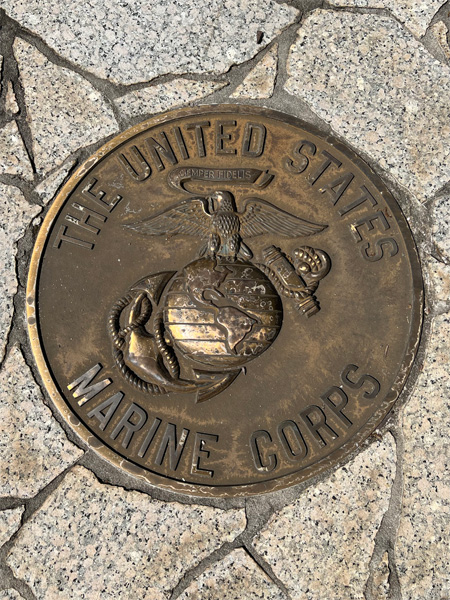 THE UNITED STATES
SEMPER FIDELIS
MARINE CORPS